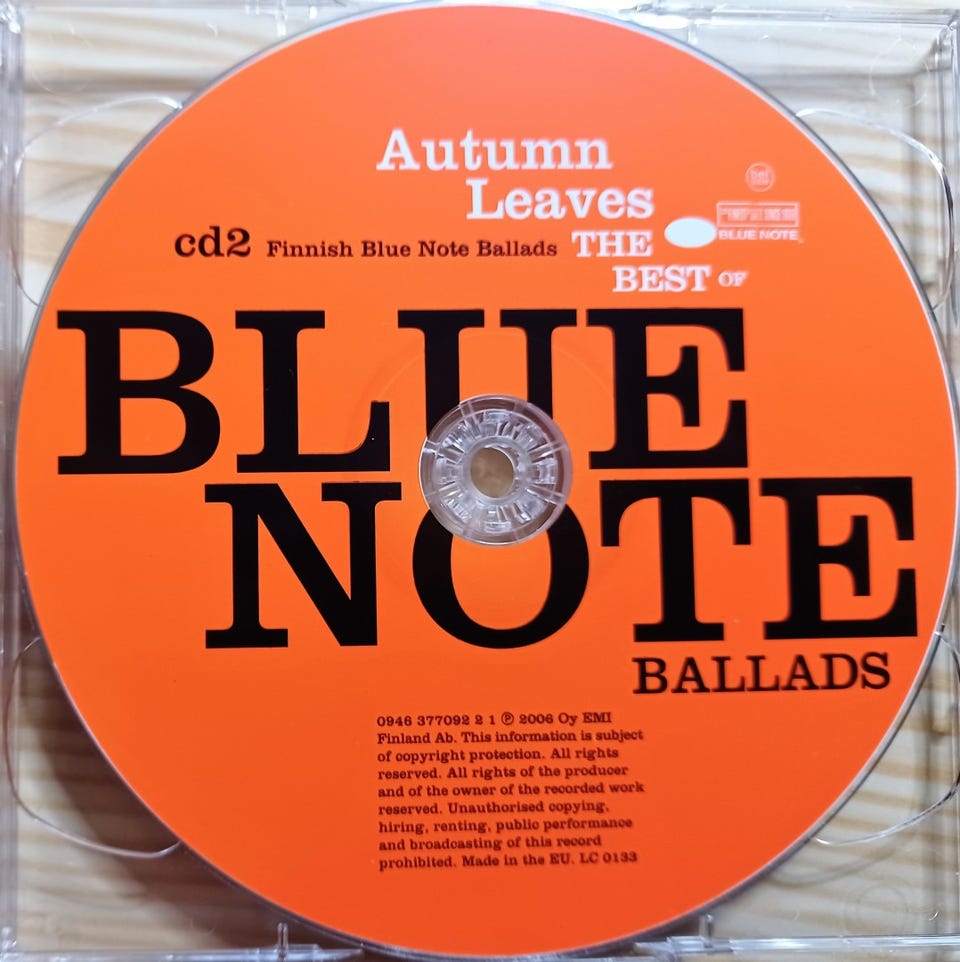 Autumn
Leaves
cd2 Finnish Blue Note Ballads THE
BEST OF
BLUE NOTE
BLUE
NOTE
BALLADS
0946 377092 2 1 ℗ 2006 Oy EMI
Finland Ab. This information is subject
of copyright protection. All rights
reserved. All rights of the producer
and of the owner of the recorded work
reserved. Unauthorised copying,
hiring, renting, public performance
and broadcasting of this record
prohibited. Made in the EU. LC 0133